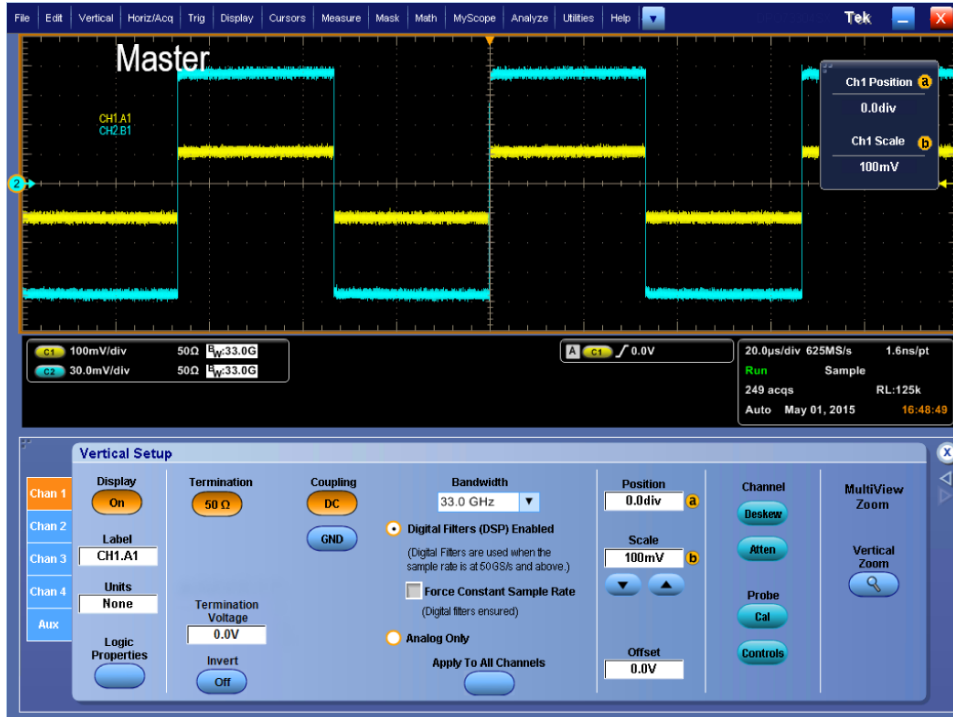 File Edit Vertical Horiz/Acq Trig Display Cursors Measure Mask Math MyScope Analyze Utilities Help Tek X
Master
CH1.A1
CH2.B1
Ch1 Position a
0.0div
Ch1 Scale b
100mV
2
C1 100mV/div 50Ω BW:33.0G
C2 30.0mV/div 50Ω BW:33.0G
A C1 0.0V
20.0µs/div 625MS/s 1.6ns/pt
Run Sample
249 acqs RL:125k
Auto May 01, 2015 16:48:49
Vertical Setup
X
Chan 1
Chan 2
Chan 3
Chan 4
Aux
Display
On
Label
CH1.A1
Units
None
Logic
Properties
Termination
50 Ω
Termination
Voltage
0.0V
Invert
Off
Coupling
DC
GND
Bandwidth
33.0 GHz
Digital Filters (DSP) Enabled
(Digital Filters are used when the
sample rate is at 50GS/s and above.)
Force Constant Sample Rate
(Digital filters ensured)
Analog Only
Apply To All Channels
Position
0.0div a
Scale
100mV b
Offset
0.0V
Channel
Deskew
Atten
Probe
Cal
Controls
MultiView
Zoom
Vertical
Zoom